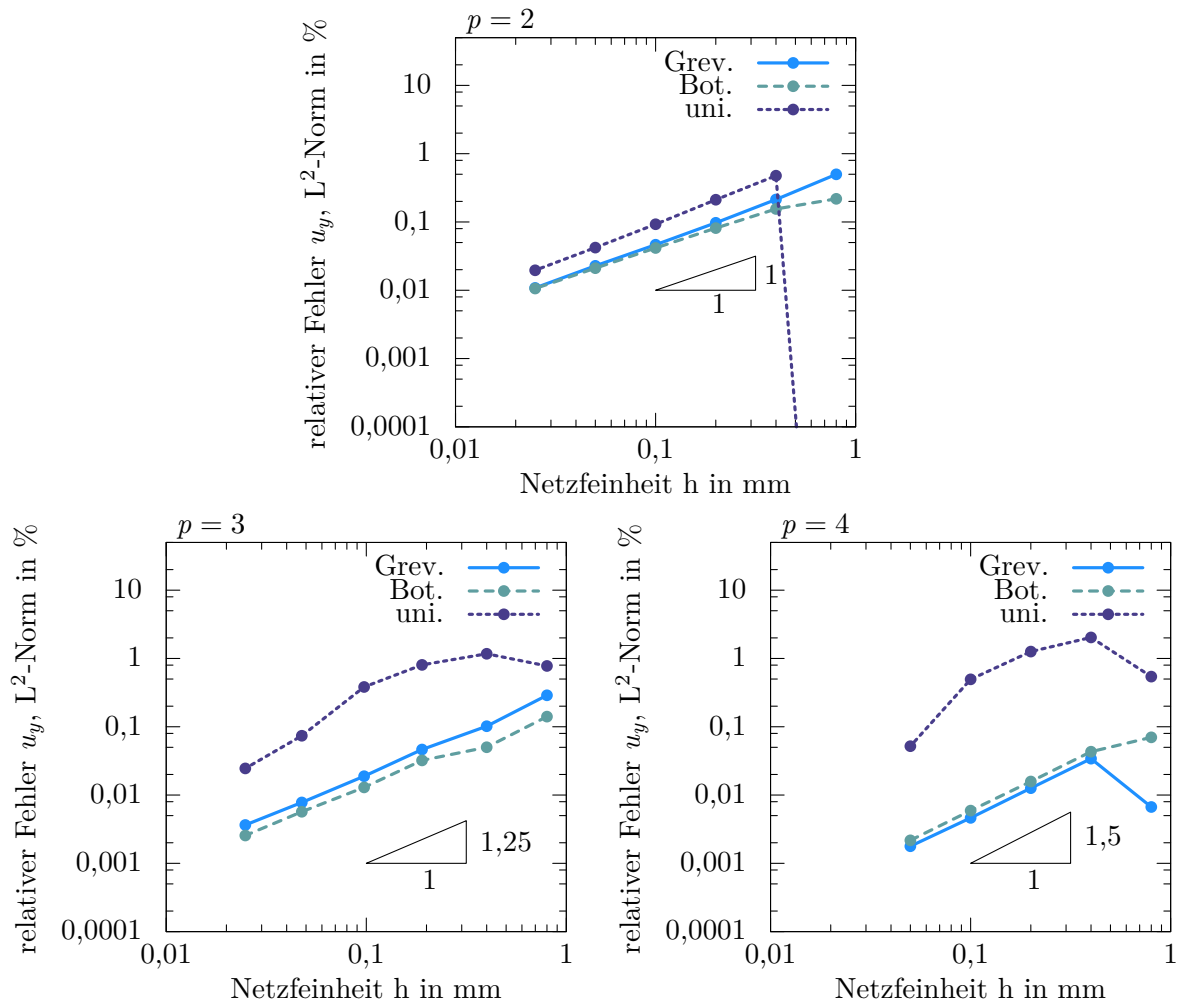 p = 2
relativer Fehler u_y, L²-Norm in %
10
1
0,1
0,01
0,001
0,0001
Grev.
Bot.
uni.
1
1
0,01
0,1
1
Netzfeinheit h in mm
p = 3
relativer Fehler u_y, L²-Norm in %
10
1
0,1
0,01
0,001
0,0001
Grev.
Bot.
uni.
1,25
1
0,01
0,1
1
Netzfeinheit h in mm
p = 4
relativer Fehler u_y, L²-Norm in %
10
1
0,1
0,01
0,001
0,0001
Grev.
Bot.
uni.
1,5
1
0,01
0,1
1
Netzfeinheit h in mm